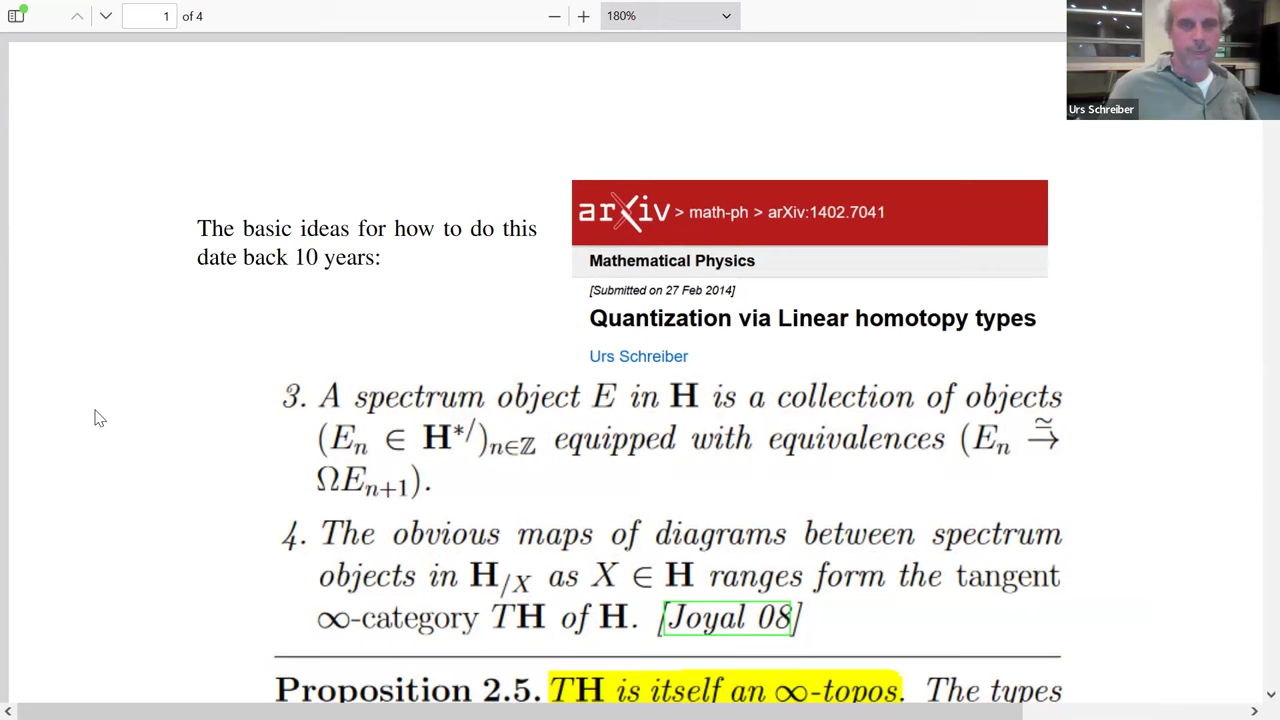 1 of 4
180%
Urs Schreiber
The basic ideas for how to do this
date back 10 years:
arXiv > math-ph > arXiv:1402.7041
Mathematical Physics
[Submitted on 27 Feb 2014]
Quantization via Linear homotopy types
Urs Schreiber
3. A spectrum object E in H is a collection of objects
(Eₙ ∈ H^{*/})_{n∈ℤ} equipped with equivalences (Eₙ →^≃
ΩE_{n+1}).
4. The obvious maps of diagrams between spectrum
objects in H_{/X} as X ∈ H ranges form the tangent
∞-category TH of H. [Joyal 08]
Proposition 2.5. TH is itself an ∞-topos. The types